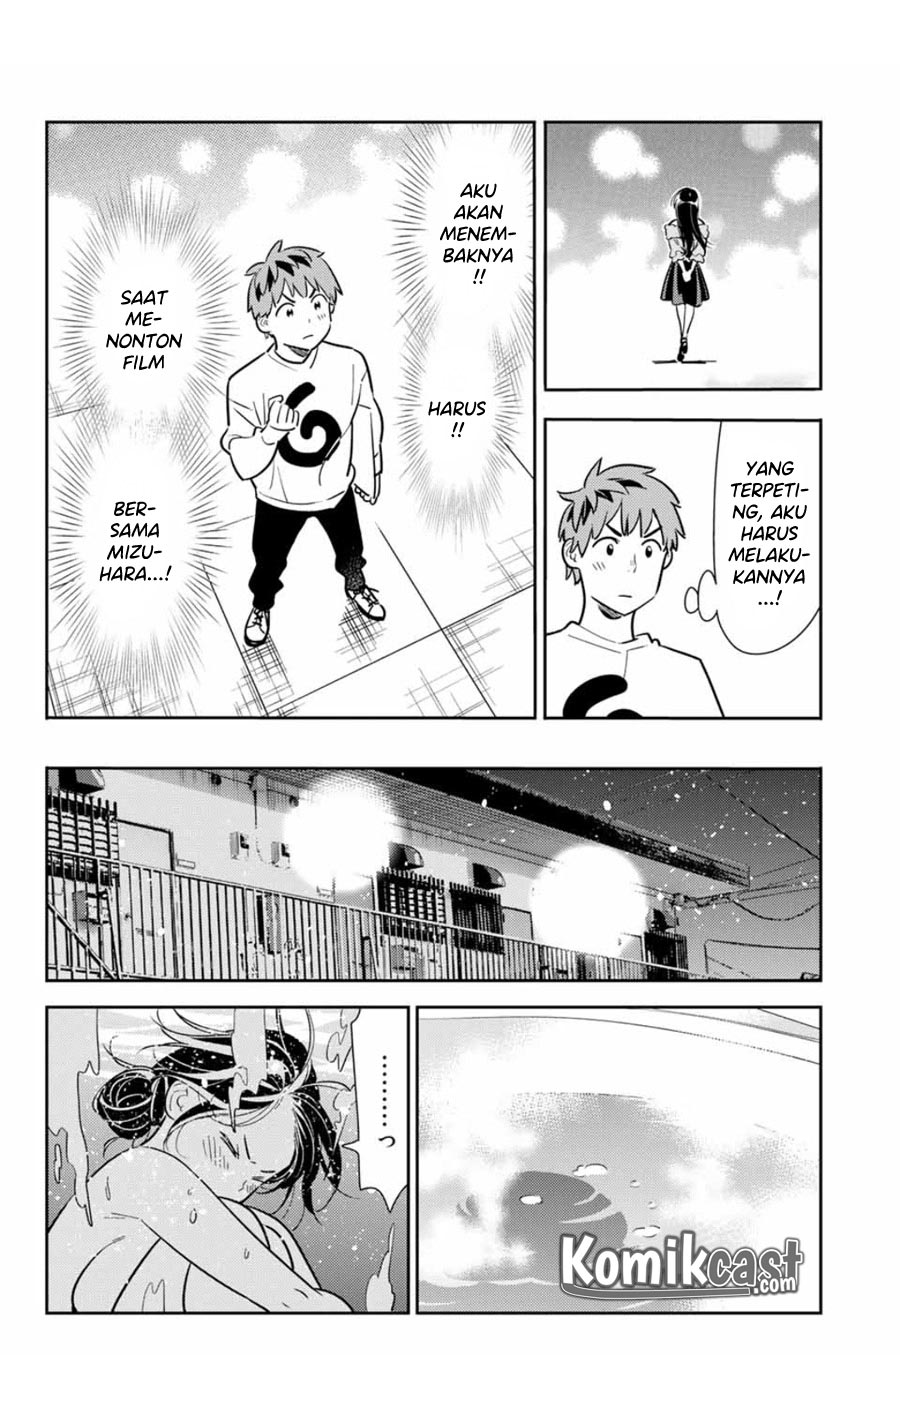 YANG
TERPETI-
NG, AKU
HARUS
MELAKU-
KANNYA
...!
AKU
AKAN
MENEM-
BAKNYA
!!
HARUS
!!
SAAT
ME-
NONTON
FILM
BER-
SAMA
MIZU-
HARA...!
………っ
Komikcast
.com